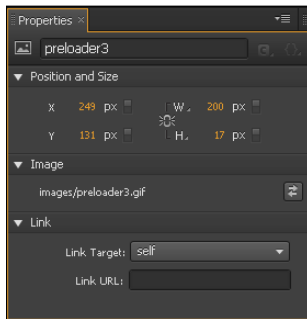 Properties ×
preloader3
C. {}.
Position and Size
X 249 px W. 200 px
Y 131 px H. 17 px
Image
images/preloader3.gif
Link
Link Target: self
Link URL: